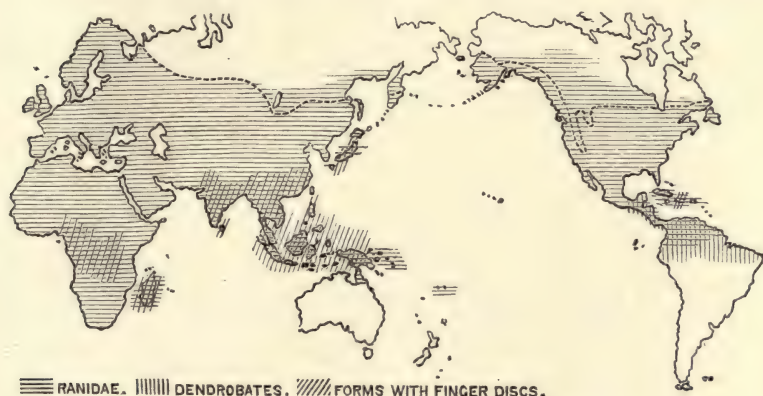 RANIDAE. DENDROBATES. FORMS WITH FINGER DISCS.